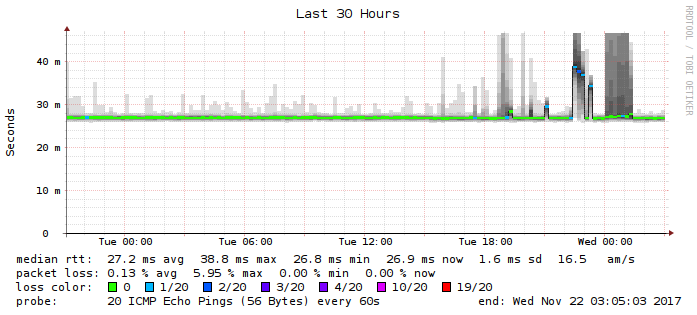 Last 30 Hours
RRDTOOL / TOBI OETIKER
Seconds
40 m
30 m
20 m
10 m
0
Tue 00:00 Tue 06:00 Tue 12:00 Tue 18:00 Wed 00:00
median rtt: 27.2 ms avg 38.8 ms max 26.8 ms min 26.9 ms now 1.6 ms sd 16.5 am/s
packet loss: 0.13 % avg 5.95 % max 0.00 % min 0.00 % now
loss color: 0 1/20 2/20 3/20 4/20 10/20 19/20
probe: 20 ICMP Echo Pings (56 Bytes) every 60s end: Wed Nov 22 03:05:03 2017